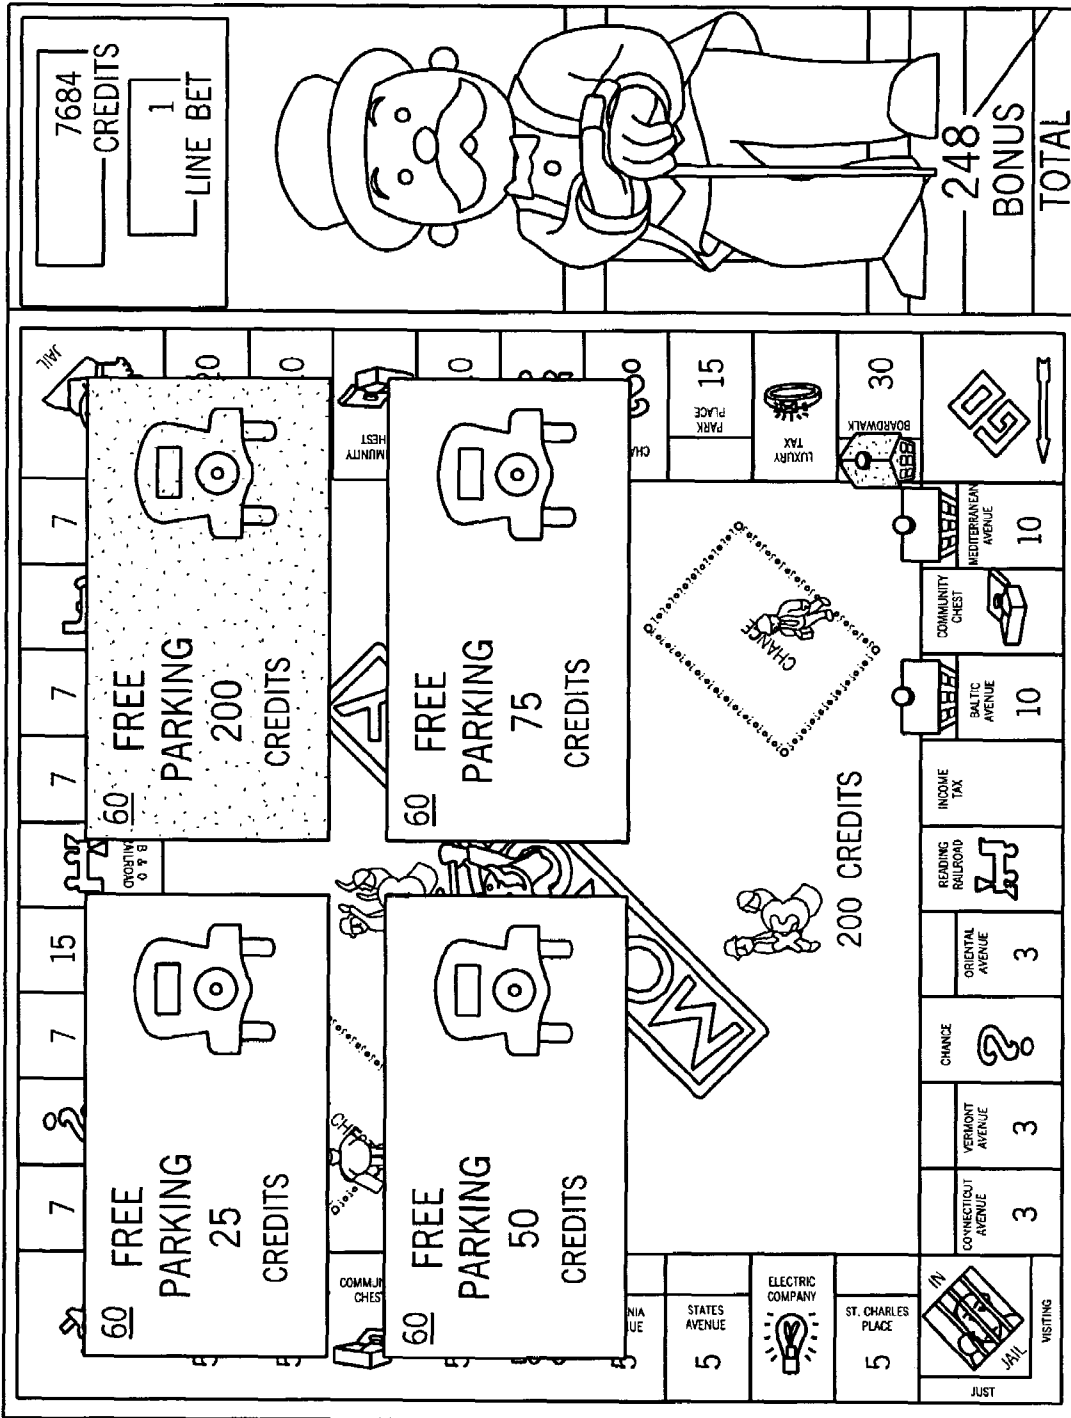 7684
CREDITS
1
LINE BET
248
BONUS
TOTAL
60
FREE
PARKING
25
CREDITS
60
FREE
PARKING
200
CREDITS
60
FREE
PARKING
50
CREDITS
60
FREE
PARKING
75
CREDITS
7
7
15
7
7
7
JAIL
B & O
CHANCE
200 CREDITS
MO
STATES
AVENUE
5
ELECTRIC
COMPANY
ST. CHARLES
PLACE
5
IN
JAIL
JUST
VISITING
CONNECTICUT
AVENUE
3
VERMONT
AVENUE
3
CHANCE
?
ORIENTAL
AVENUE
3
READING
RAILROAD
INCOME
TAX
BALTIC
AVENUE
10
COMMUNITY
CHEST
MEDITERRANEAN
AVENUE
10
GO
BOARDWALK
30
LUXURY
TAX
PARK
PLACE
15